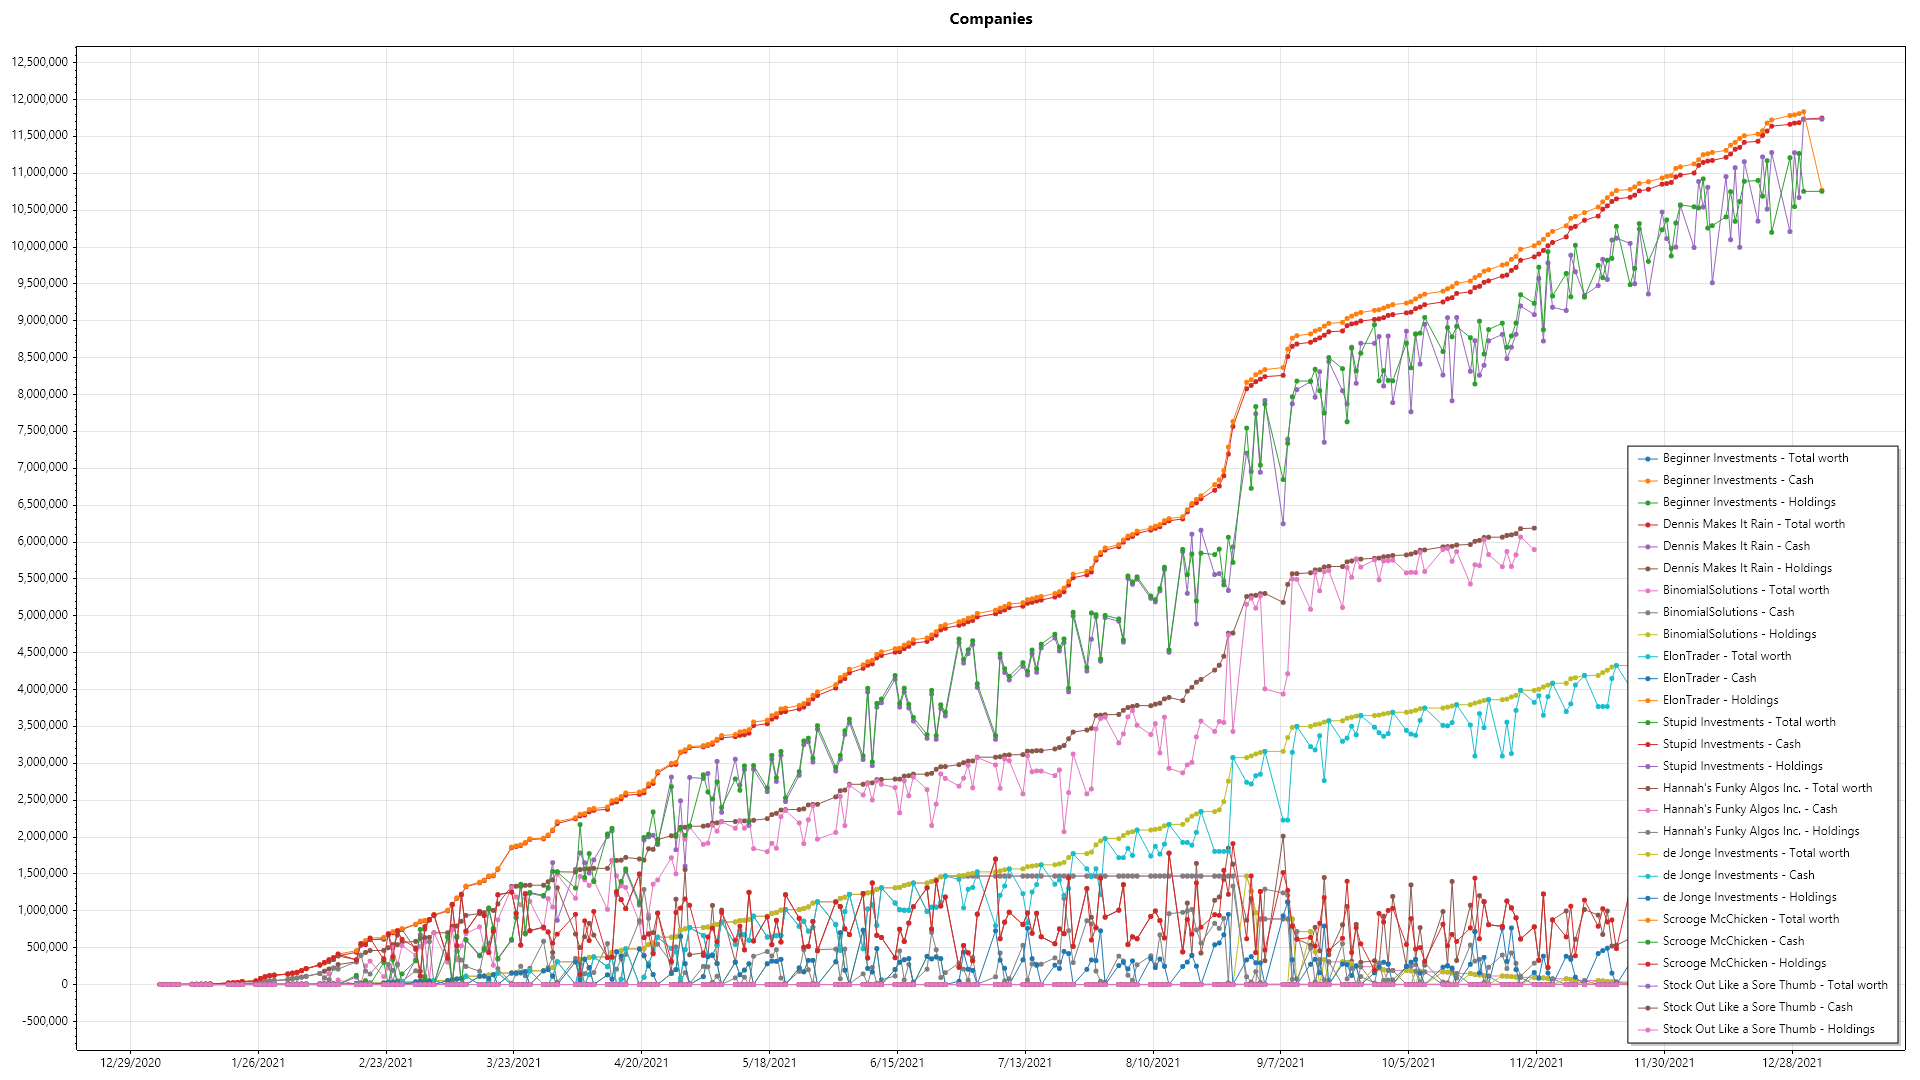 Companies
12,500,000
12,000,000
11,500,000
11,000,000
10,500,000
10,000,000
9,500,000
9,000,000
8,500,000
8,000,000
7,500,000
7,000,000
6,500,000
6,000,000
5,500,000
5,000,000
4,500,000
4,000,000
3,500,000
3,000,000
2,500,000
2,000,000
1,500,000
1,000,000
500,000
0
-500,000
12/29/2020 1/26/2021 2/23/2021 3/23/2021 4/20/2021 5/18/2021 6/15/2021 7/13/2021 8/10/2021 9/7/2021 10/5/2021 11/2/2021 11/30/2021 12/28/2021
Beginner Investments - Total worth
Beginner Investments - Cash
Beginner Investments - Holdings
Dennis Makes It Rain - Total worth
Dennis Makes It Rain - Cash
Dennis Makes It Rain - Holdings
BinomialSolutions - Total worth
BinomialSolutions - Cash
BinomialSolutions - Holdings
ElonTrader - Total worth
ElonTrader - Cash
ElonTrader - Holdings
Stupid Investments - Total worth
Stupid Investments - Cash
Stupid Investments - Holdings
Hannah's Funky Algos Inc. - Total worth
Hannah's Funky Algos Inc. - Cash
Hannah's Funky Algos Inc. - Holdings
de Jonge Investments - Total worth
de Jonge Investments - Cash
de Jonge Investments - Holdings
Scrooge McChicken - Total worth
Scrooge McChicken - Cash
Scrooge McChicken - Holdings
Stock Out Like a Sore Thumb - Total worth
Stock Out Like a Sore Thumb - Cash
Stock Out Like a Sore Thumb - Holdings